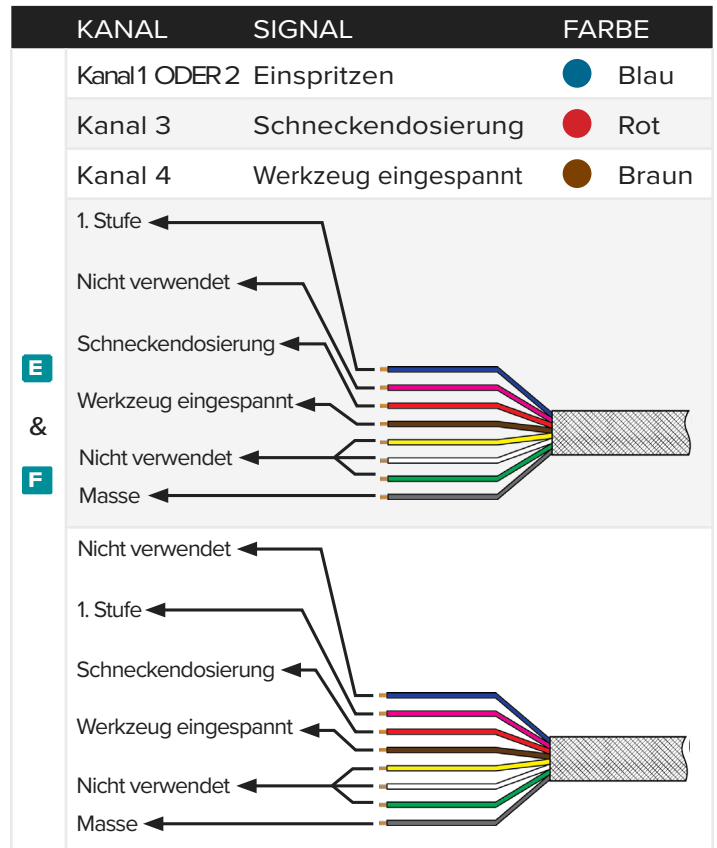 KANAL SIGNAL FARBE
Kanal 1 ODER 2 Einspritzen Blau
Kanal 3 Schneckendosierung Rot
Kanal 4 Werkzeug eingespannt Braun
E
&
F
1. Stufe
Nicht verwendet
Schneckendosierung
Werkzeug eingespannt
Nicht verwendet
Masse
Nicht verwendet
1. Stufe
Schneckendosierung
Werkzeug eingespannt
Nicht verwendet
Masse